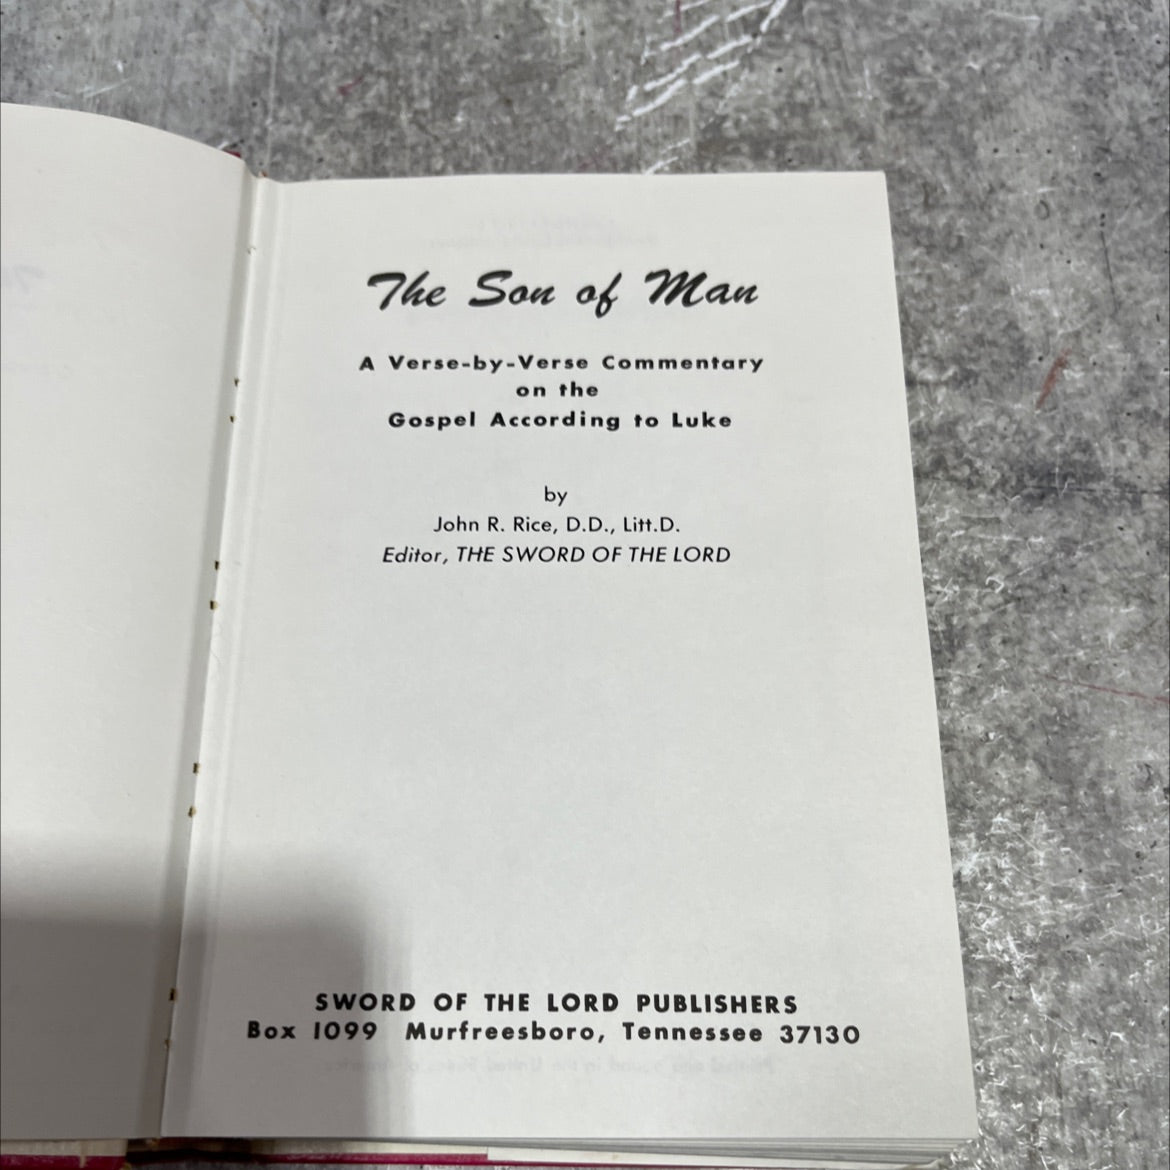 The Son of Man
A Verse-by-Verse Commentary
on the
Gospel According to Luke
by
John R. Rice, D.D., Litt.D.
Editor, THE SWORD OF THE LORD
SWORD OF THE LORD PUBLISHERS
Box 1099 Murfreesboro, Tennessee 37130